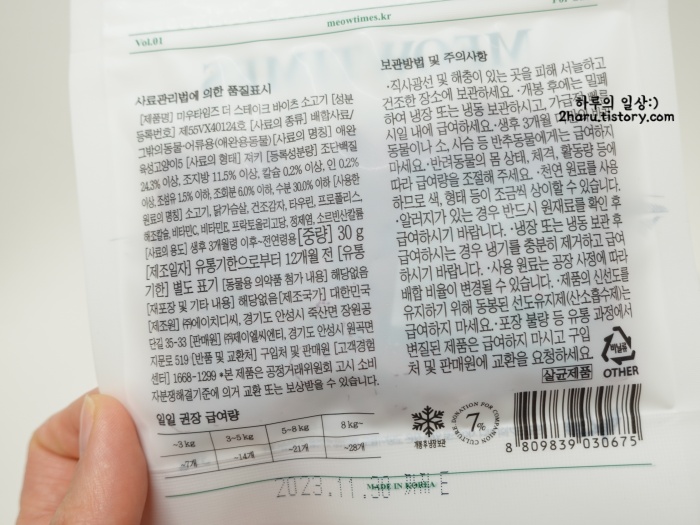 meowtimes.kr
Vol.01
사료관리법에 의한 품질표시
[제품명] 미우타임즈 더 스테이크 바이츠 소고기 [성분
등록번호] 제55VX40124호 [사료의 종류] 배합사료/
그밖의동물·어류용(애완용동물) [사료의 명칭] 애완
육성고양이5 [사료의 형태] 져키 [등록성분량] 조단백질
24.3% 이상, 조지방 11.5% 이상, 칼슘 0.2% 이상, 인 0.2%
이상, 조섬유 1.5% 이하, 조회분 6.0% 이하, 수분 30.0% 이하 [사용한
원료의 명칭] 소고기, 닭가슴살, 건조감자, 타우린, 프로폴리스,
해조칼슘, 비타민C, 비타민E, 프락토올리고당, 정제염, 소르빈산칼륨
[사료의 용도] 생후 3개월령 이후~전연령용 [중량] 30 g
[제조일자] 유통기한으로부터 12개월 전 [유통
기한] 별도 표기 [동물용 의약품 첨가 내용] 해당없음
[재포장 및 기타 내용] 해당없음 [제조국가] 대한민국
[제조원] ㈜에이치디씨, 경기도 안성시 죽산면 장원공
단길 35-33 [판매원] ㈜제이엘씨엔티, 경기도 안성시 원곡면
지문로 519 [반품 및 교환처] 구입처 및 판매원 [고객경험
센터] 1668-1299 *본 제품은 공정거래위원회 고시 소비
자분쟁해결기준에 의거 교환 또는 보상받을 수 있습니다.
일일 권장 급여량
~3 kg 3~5 kg 5~8 kg 8 kg~
~7개 ~14개 ~21개 ~28개
보관방법 및 주의사항
·직사광선 및 해충이 있는 곳을 피해 서늘하고
건조한 장소에 보관하세요. ·개봉 후에는 밀폐
하여 냉장 또는 냉동 보관하시고, 가급적 빠른
시일 내에 급여하세요. ·생후 3개월
동물이나 소, 사슴 등 반추동물에게는 급여하지
마세요. ·반려동물의 몸 상태, 체격, 활동량 등에
따라 급여량을 조절해 주세요. ·천연 원료를 사용
하므로 색, 형태 등이 조금씩 상이할 수 있습니다.
·알러지가 있는 경우 반드시 원재료를 확인 후
급여하시기 바랍니다. ·냉장 또는 냉동 보관 후
급여하시는 경우 냉기를 충분히 제거하고 급여
하시기 바랍니다. ·사용 원료는 공장 사정에 따라
배합 비율이 변경될 수 있습니다. ·제품의 신선도를
유지하기 위해 동봉된 선도유지제(산소흡수제)는
급여하지 마세요. ·포장 불량 등 유통 과정에서
변질된 제품은 급여하지 마시고 구입
처 및 판매원에 교환을 요청하세요.
살균제품
비닐류
OTHER
하루의 일상:)
2haru.tistory.com
개봉 후 냉장 보관
CULTURE DONATION FOR COMPANION
7%
8 809839 030675
MADE IN KOREA
2023.11.30 까지 E